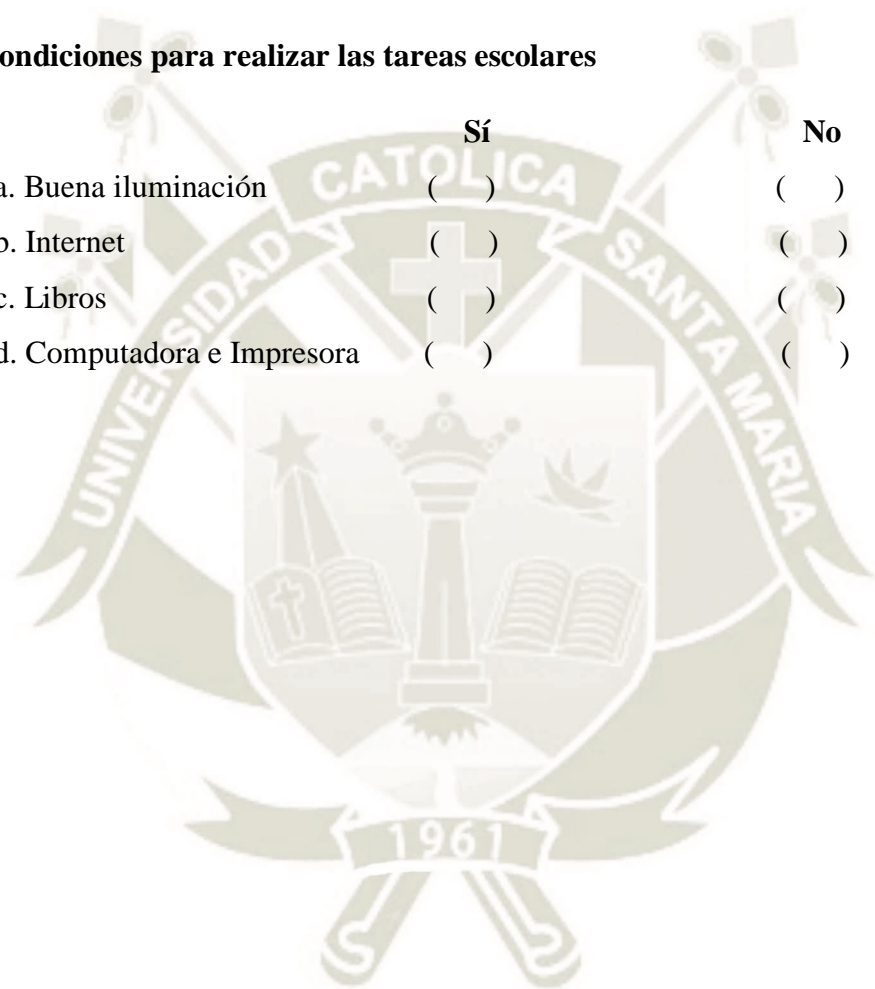 ondiciones para realizar las tareas escolares
Sí No
a. Buena iluminación ( ) ( )
b. Internet ( ) ( )
c. Libros ( ) ( )
d. Computadora e Impresora ( ) ( )
UNIVERSIDAD CATOLICA SANTA MARIA
1961